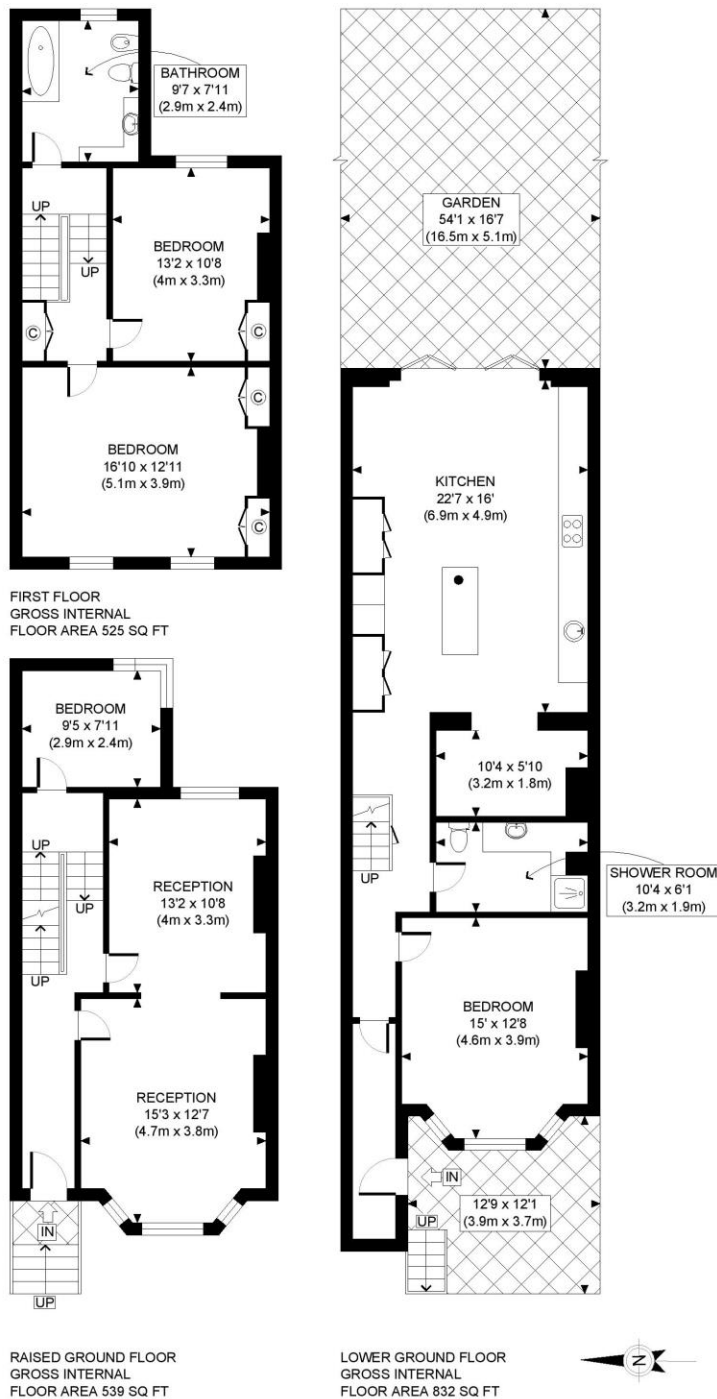 BATHROOM
9'7 x 7'11
(2.9m x 2.4m)
UP
UP
BEDROOM
13'2 x 10'8
(4m x 3.3m)
C
C
C
BEDROOM
16'10 x 12'11
(5.1m x 3.9m)
C
FIRST FLOOR
GROSS INTERNAL
FLOOR AREA 525 SQ FT
BEDROOM
9'5 x 7'11
(2.9m x 2.4m)
UP
UP
RECEPTION
13'2 x 10'8
(4m x 3.3m)
UP
RECEPTION
15'3 x 12'7
(4.7m x 3.8m)
IN
UP
RAISED GROUND FLOOR
GROSS INTERNAL
FLOOR AREA 539 SQ FT
GARDEN
54'1 x 16'7
(16.5m x 5.1m)
KITCHEN
22'7 x 16'
(6.9m x 4.9m)
10'4 x 5'10
(3.2m x 1.8m)
UP
SHOWER ROOM
10'4 x 6'1
(3.2m x 1.9m)
BEDROOM
15' x 12'8
(4.6m x 3.9m)
IN
12'9 x 12'1
(3.9m x 3.7m)
UP
LOWER GROUND FLOOR
GROSS INTERNAL
FLOOR AREA 832 SQ FT
N